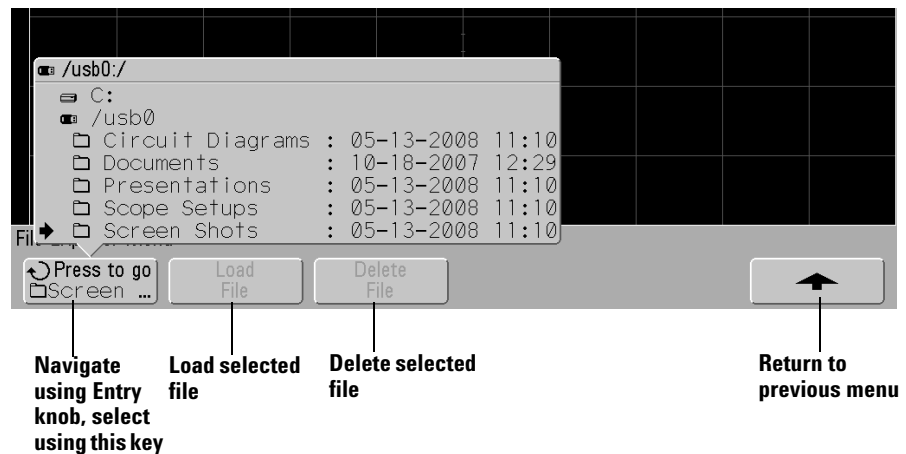 /usb0:/
C:
/usb0
Circuit Diagrams : 05-13-2008 11:10
Documents : 10-18-2007 12:29
Presentations : 05-13-2008 11:10
Scope Setups : 05-13-2008 11:10
Screen Shots : 05-13-2008 11:10
Press to go
Screen ...
Load
File
Delete
File
Navigate
using Entry
knob, select
using this key
Load selected
file
Delete selected
file
Return to
previous menu